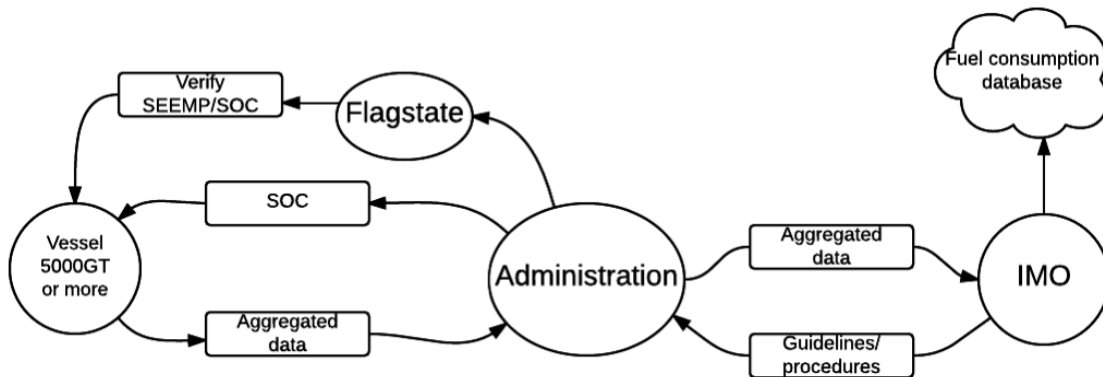 Fuel consumption
database
Verify
SEEMP/SOC
Flagstate
SOC
Vessel
5000GT
or more
Aggregated
data
Administration
Aggregated
data
IMO
Guidelines/
procedures